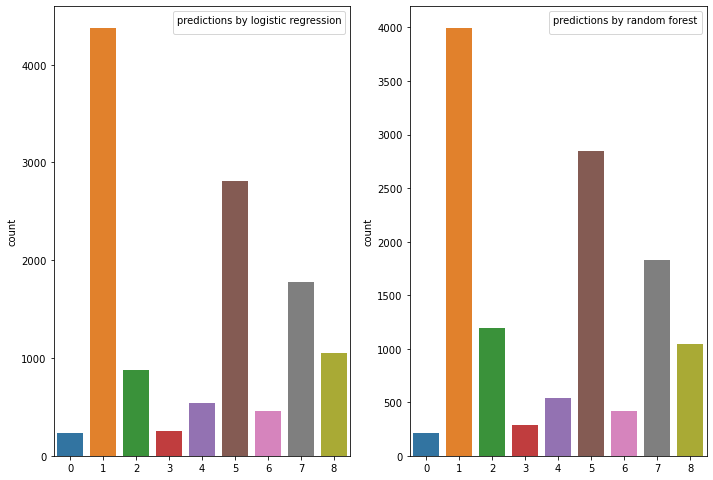 predictions by logistic regression
4000
3000
2000
1000
0
count
0 1 2 3 4 5 6 7 8
predictions by random forest
4000
3500
3000
2500
2000
1500
1000
500
0
count
0 1 2 3 4 5 6 7 8